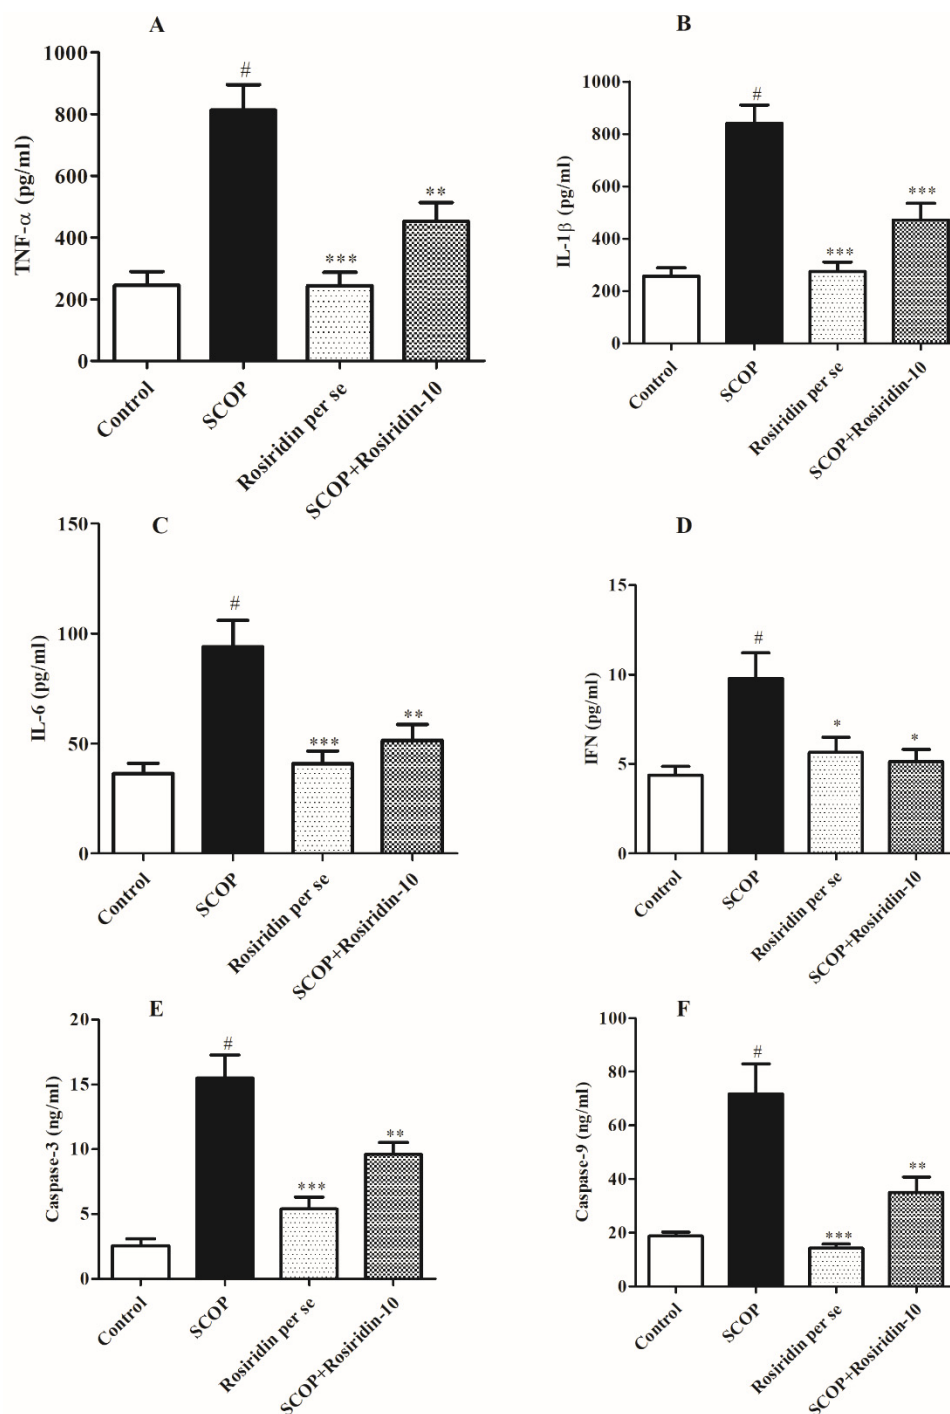 A
TNF-α (pg/ml)
1000
800
600
400
200
0
#
***
**
Control
SCOP
Rosiridin per se
SCOP+Rosiridin-10
B
IL-1β (pg/ml)
1000
800
600
400
200
0
#
***
***
Control
SCOP
Rosiridin per se
SCOP+Rosiridin-10
C
IL-6 (pg/ml)
150
100
50
0
#
***
**
Control
SCOP
Rosiridin per se
SCOP+Rosiridin-10
D
IFN (pg/ml)
15
10
5
0
#
*
*
Control
SCOP
Rosiridin per se
SCOP+Rosiridin-10
E
Caspase-3 (ng/ml)
20
15
10
5
0
#
***
**
Control
SCOP
Rosiridin per se
SCOP+Rosiridin-10
F
Caspase-9 (ng/ml)
100
80
60
40
20
0
#
***
**
Control
SCOP
Rosiridin per se
SCOP+Rosiridin-10